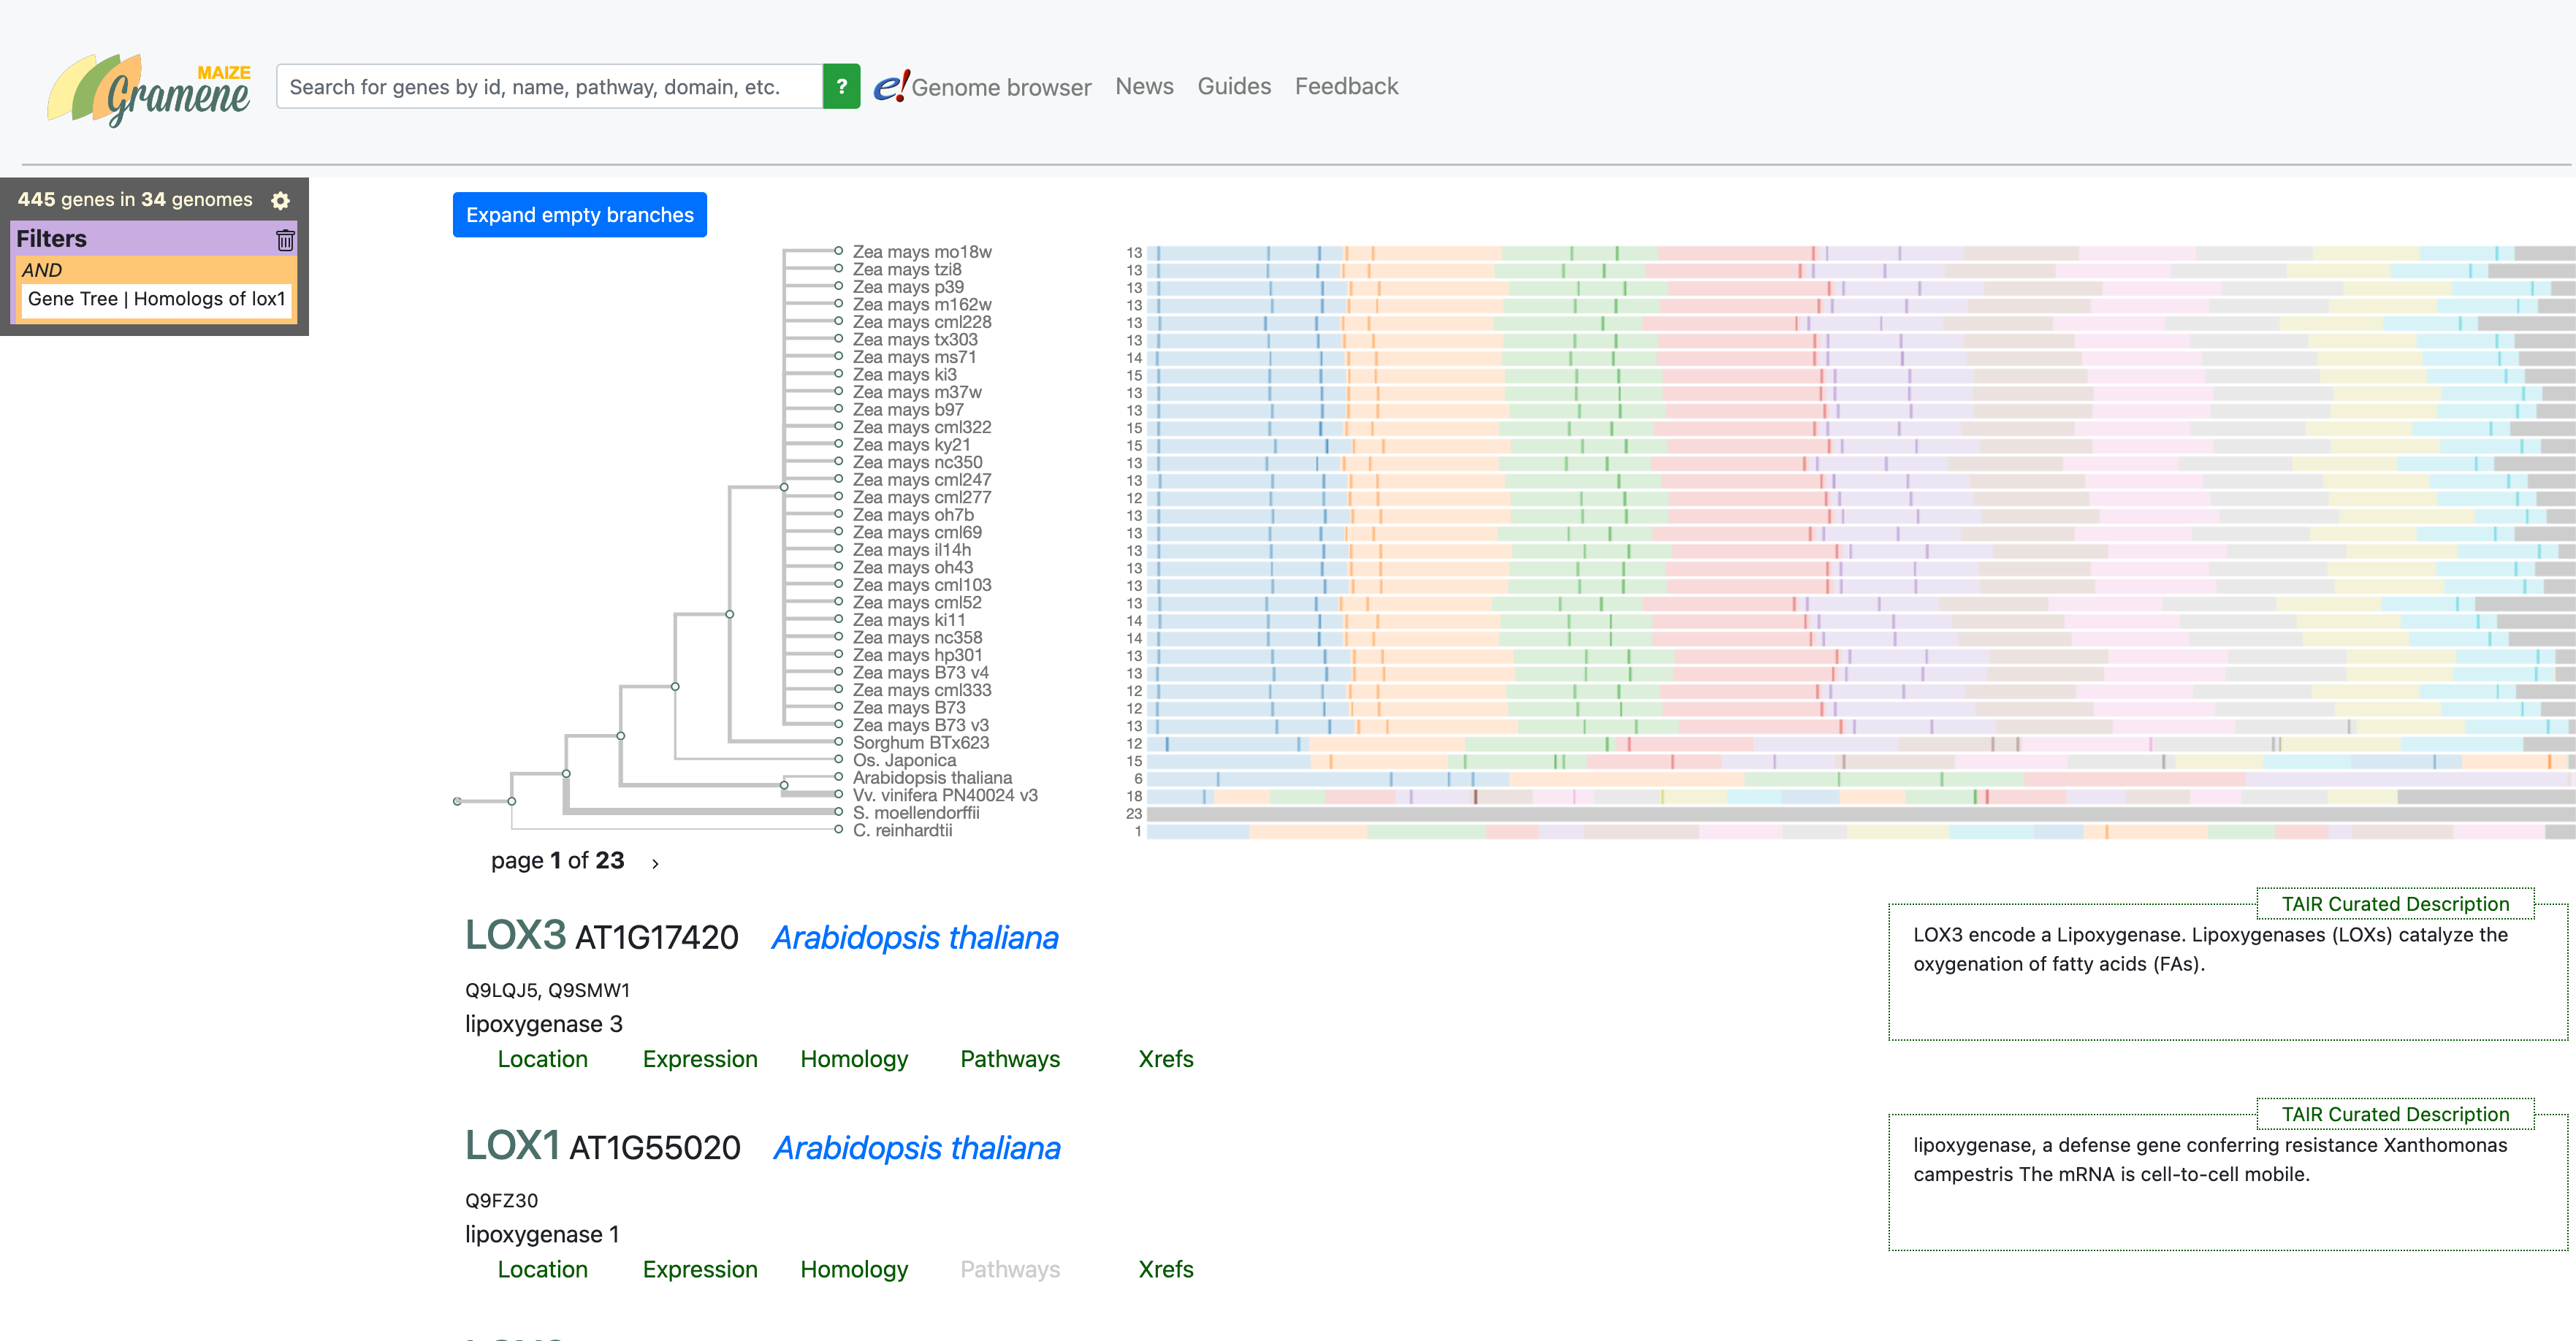 MAIZE
Gramene
Search for genes by id, name, pathway, domain, etc.
?
e! Genome browser
News
Guides
Feedback
445 genes in 34 genomes
Filters
AND
Gene Tree | Homologs of lox1
Expand empty branches
Zea mays mo18w 13
Zea mays tzi8 13
Zea mays p39 13
Zea mays m162w 13
Zea mays cml228 13
Zea mays tx303 13
Zea mays ms71 14
Zea mays ki3 15
Zea mays m37w 13
Zea mays b97 13
Zea mays cml322 15
Zea mays ky21 15
Zea mays nc350 13
Zea mays cml247 13
Zea mays cml277 12
Zea mays oh7b 13
Zea mays cml69 13
Zea mays il14h 13
Zea mays oh43 13
Zea mays cml103 13
Zea mays cml52 13
Zea mays ki11 14
Zea mays nc358 14
Zea mays hp301 13
Zea mays B73 v4 13
Zea mays cml333 12
Zea mays B73 12
Zea mays B73 v3 13
Sorghum BTx623 12
Os. Japonica 15
Arabidopsis thaliana 6
Vv. vinifera PN40024 v3 18
S. moellendorffii 23
C. reinhardtii 1
page 1 of 23 ›
LOX3 AT1G17420 Arabidopsis thaliana
Q9LQJ5, Q9SMW1
lipoxygenase 3
Location Expression Homology Pathways Xrefs
TAIR Curated Description
LOX3 encode a Lipoxygenase. Lipoxygenases (LOXs) catalyze the
oxygenation of fatty acids (FAs).
LOX1 AT1G55020 Arabidopsis thaliana
Q9FZ30
lipoxygenase 1
Location Expression Homology Pathways Xrefs
TAIR Curated Description
lipoxygenase, a defense gene conferring resistance Xanthomonas
campestris The mRNA is cell-to-cell mobile.